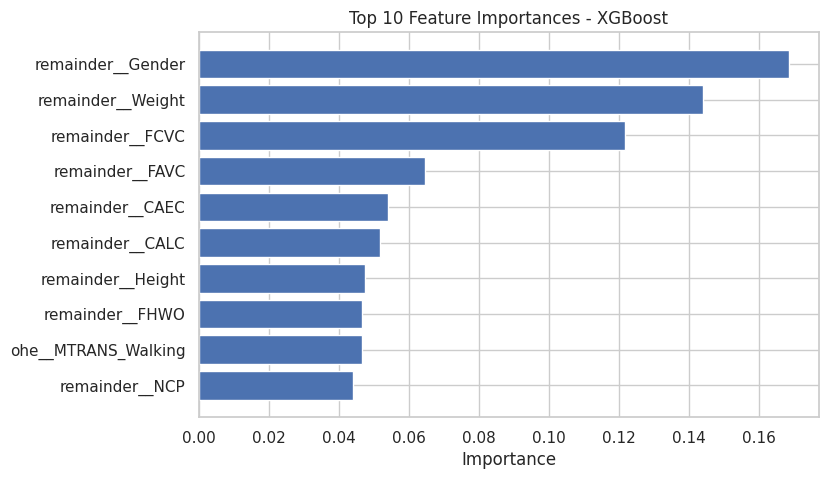 Top 10 Feature Importances - XGBoost
remainder__Gender
remainder__Weight
remainder__FCVC
remainder__FAVC
remainder__CAEC
remainder__CALC
remainder__Height
remainder__FHWO
ohe__MTRANS_Walking
remainder__NCP
0.00 0.02 0.04 0.06 0.08 0.10 0.12 0.14 0.16
Importance